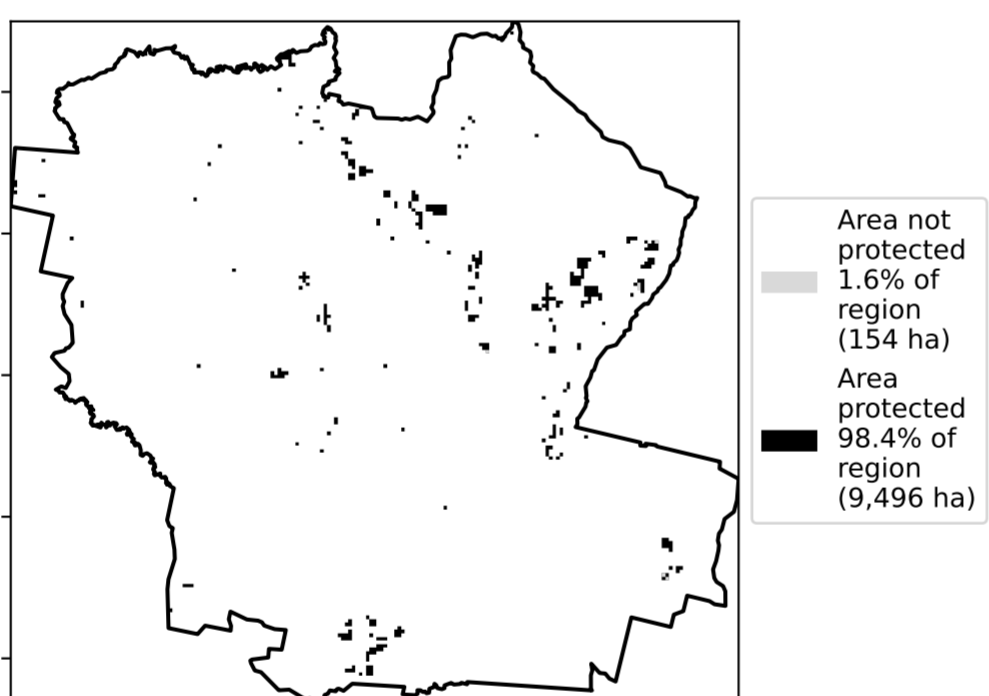 Area not
protected
1.6% of
region
(154 ha)
Area
protected
98.4% of
region
(9,496 ha)